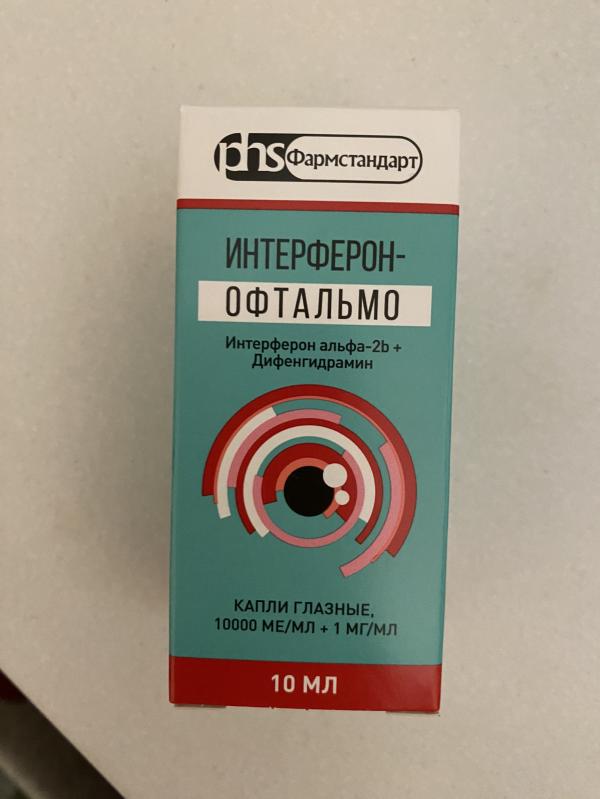 phs Фармстандарт
ИНТЕРФЕРОН-
ОФТАЛЬМО
Интерферон альфа-2b +
Дифенгидрамин
КАПЛИ ГЛАЗНЫЕ,
10000 МЕ/МЛ + 1 МГ/МЛ
10 МЛ